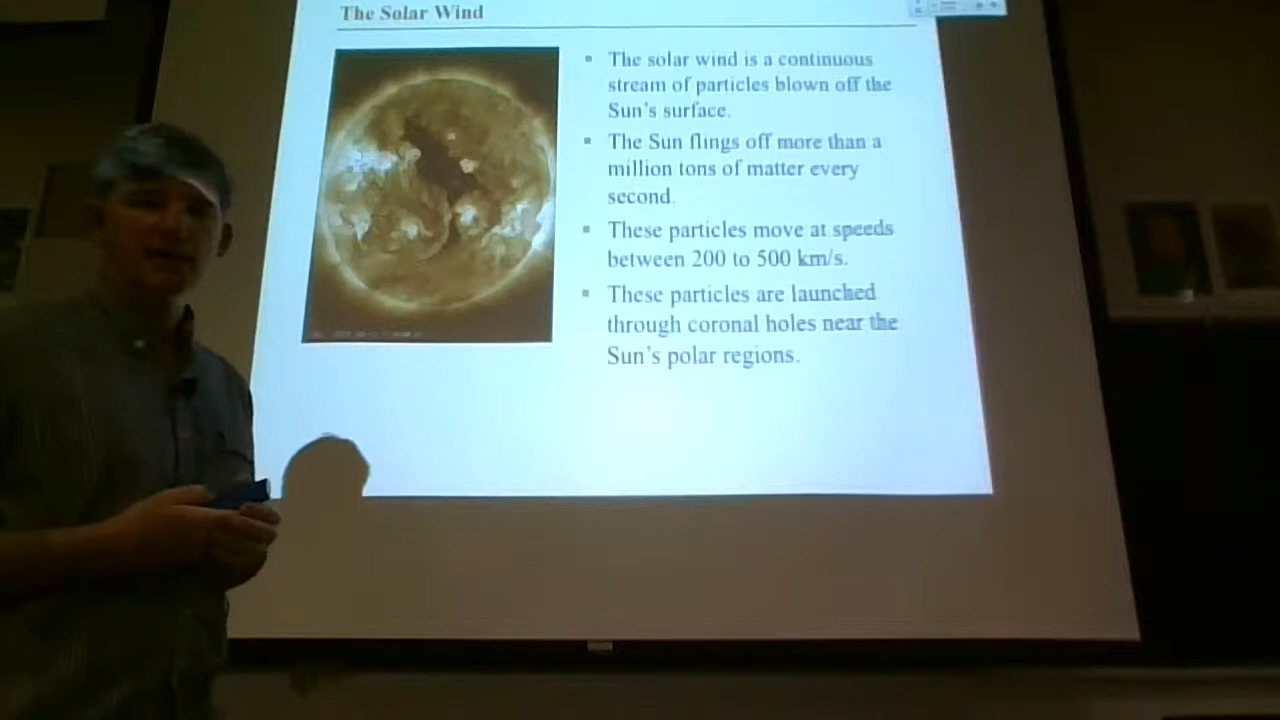 The Solar Wind
The solar wind is a continuous
stream of particles blown off the
Sun's surface.
The Sun flings off more than a
million tons of matter every
second.
These particles move at speeds
between 200 to 500 km/s.
These particles are launched
through coronal holes near the
Sun's polar regions.